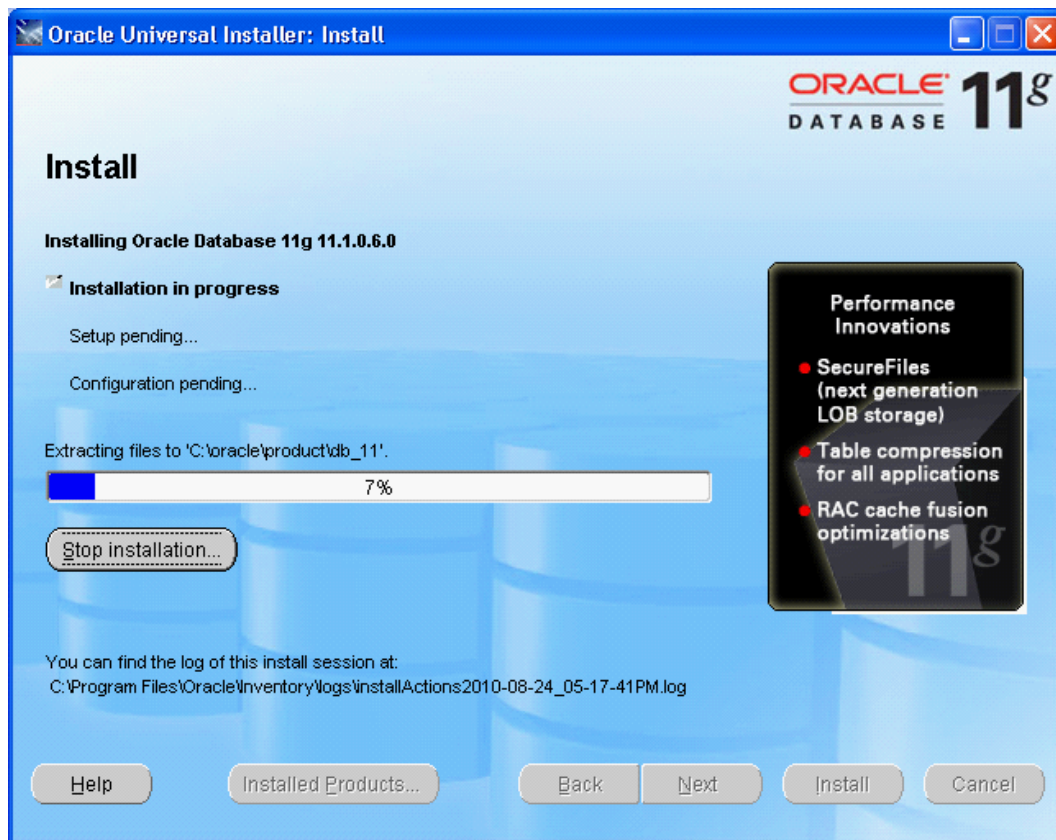 Oracle Universal Installer: Install
ORACLE
DATABASE
11g
Install
Installing Oracle Database 11g 11.1.0.6.0
Installation in progress
Setup pending...
Configuration pending...
Extracting files to 'C:\oracle\product\db_11'.
7%
Stop installation...
Performance
Innovations
SecureFiles
(next generation
LOB storage)
Table compression
for all applications
RAC cache fusion
optimizations
11g
You can find the log of this install session at:
C:\Program Files\Oracle\Inventory\logs\installActions2010-08-24_05-17-41PM.log
Help
Installed Products...
Back
Next
Install
Cancel